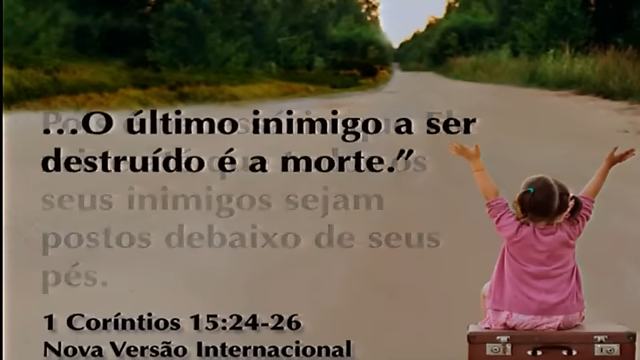 ...O último inimigo a ser
destruído é a morte.”
seus inimigos sejam
postos debaixo de seus
pés.
1 Coríntios 15:24-26
Nova Versão Internacional